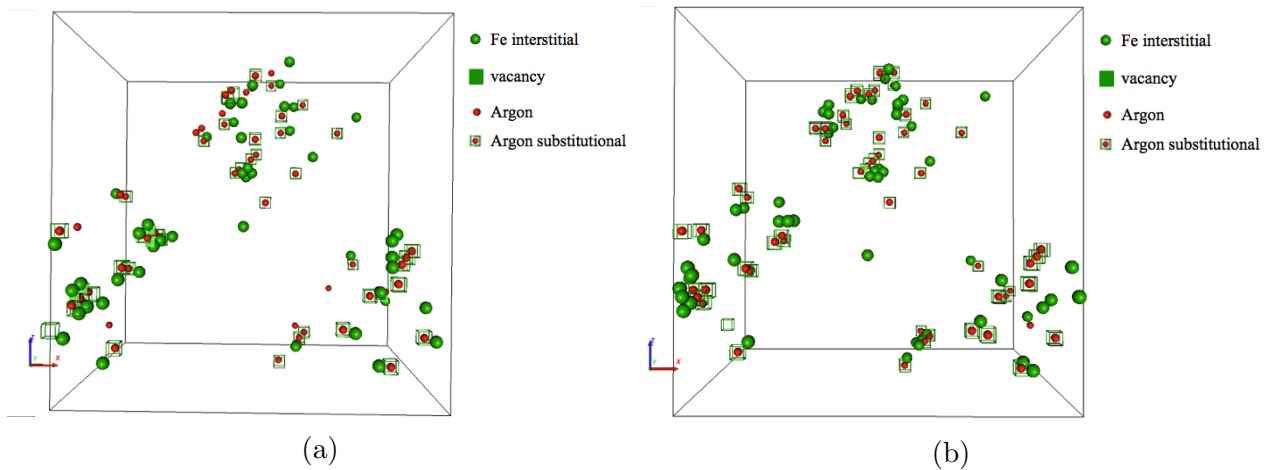 Fe interstitial
vacancy
Argon
Argon substitutional
Z
Y
X
(a)
Fe interstitial
vacancy
Argon
Argon substitutional
Z
Y
X
(b)